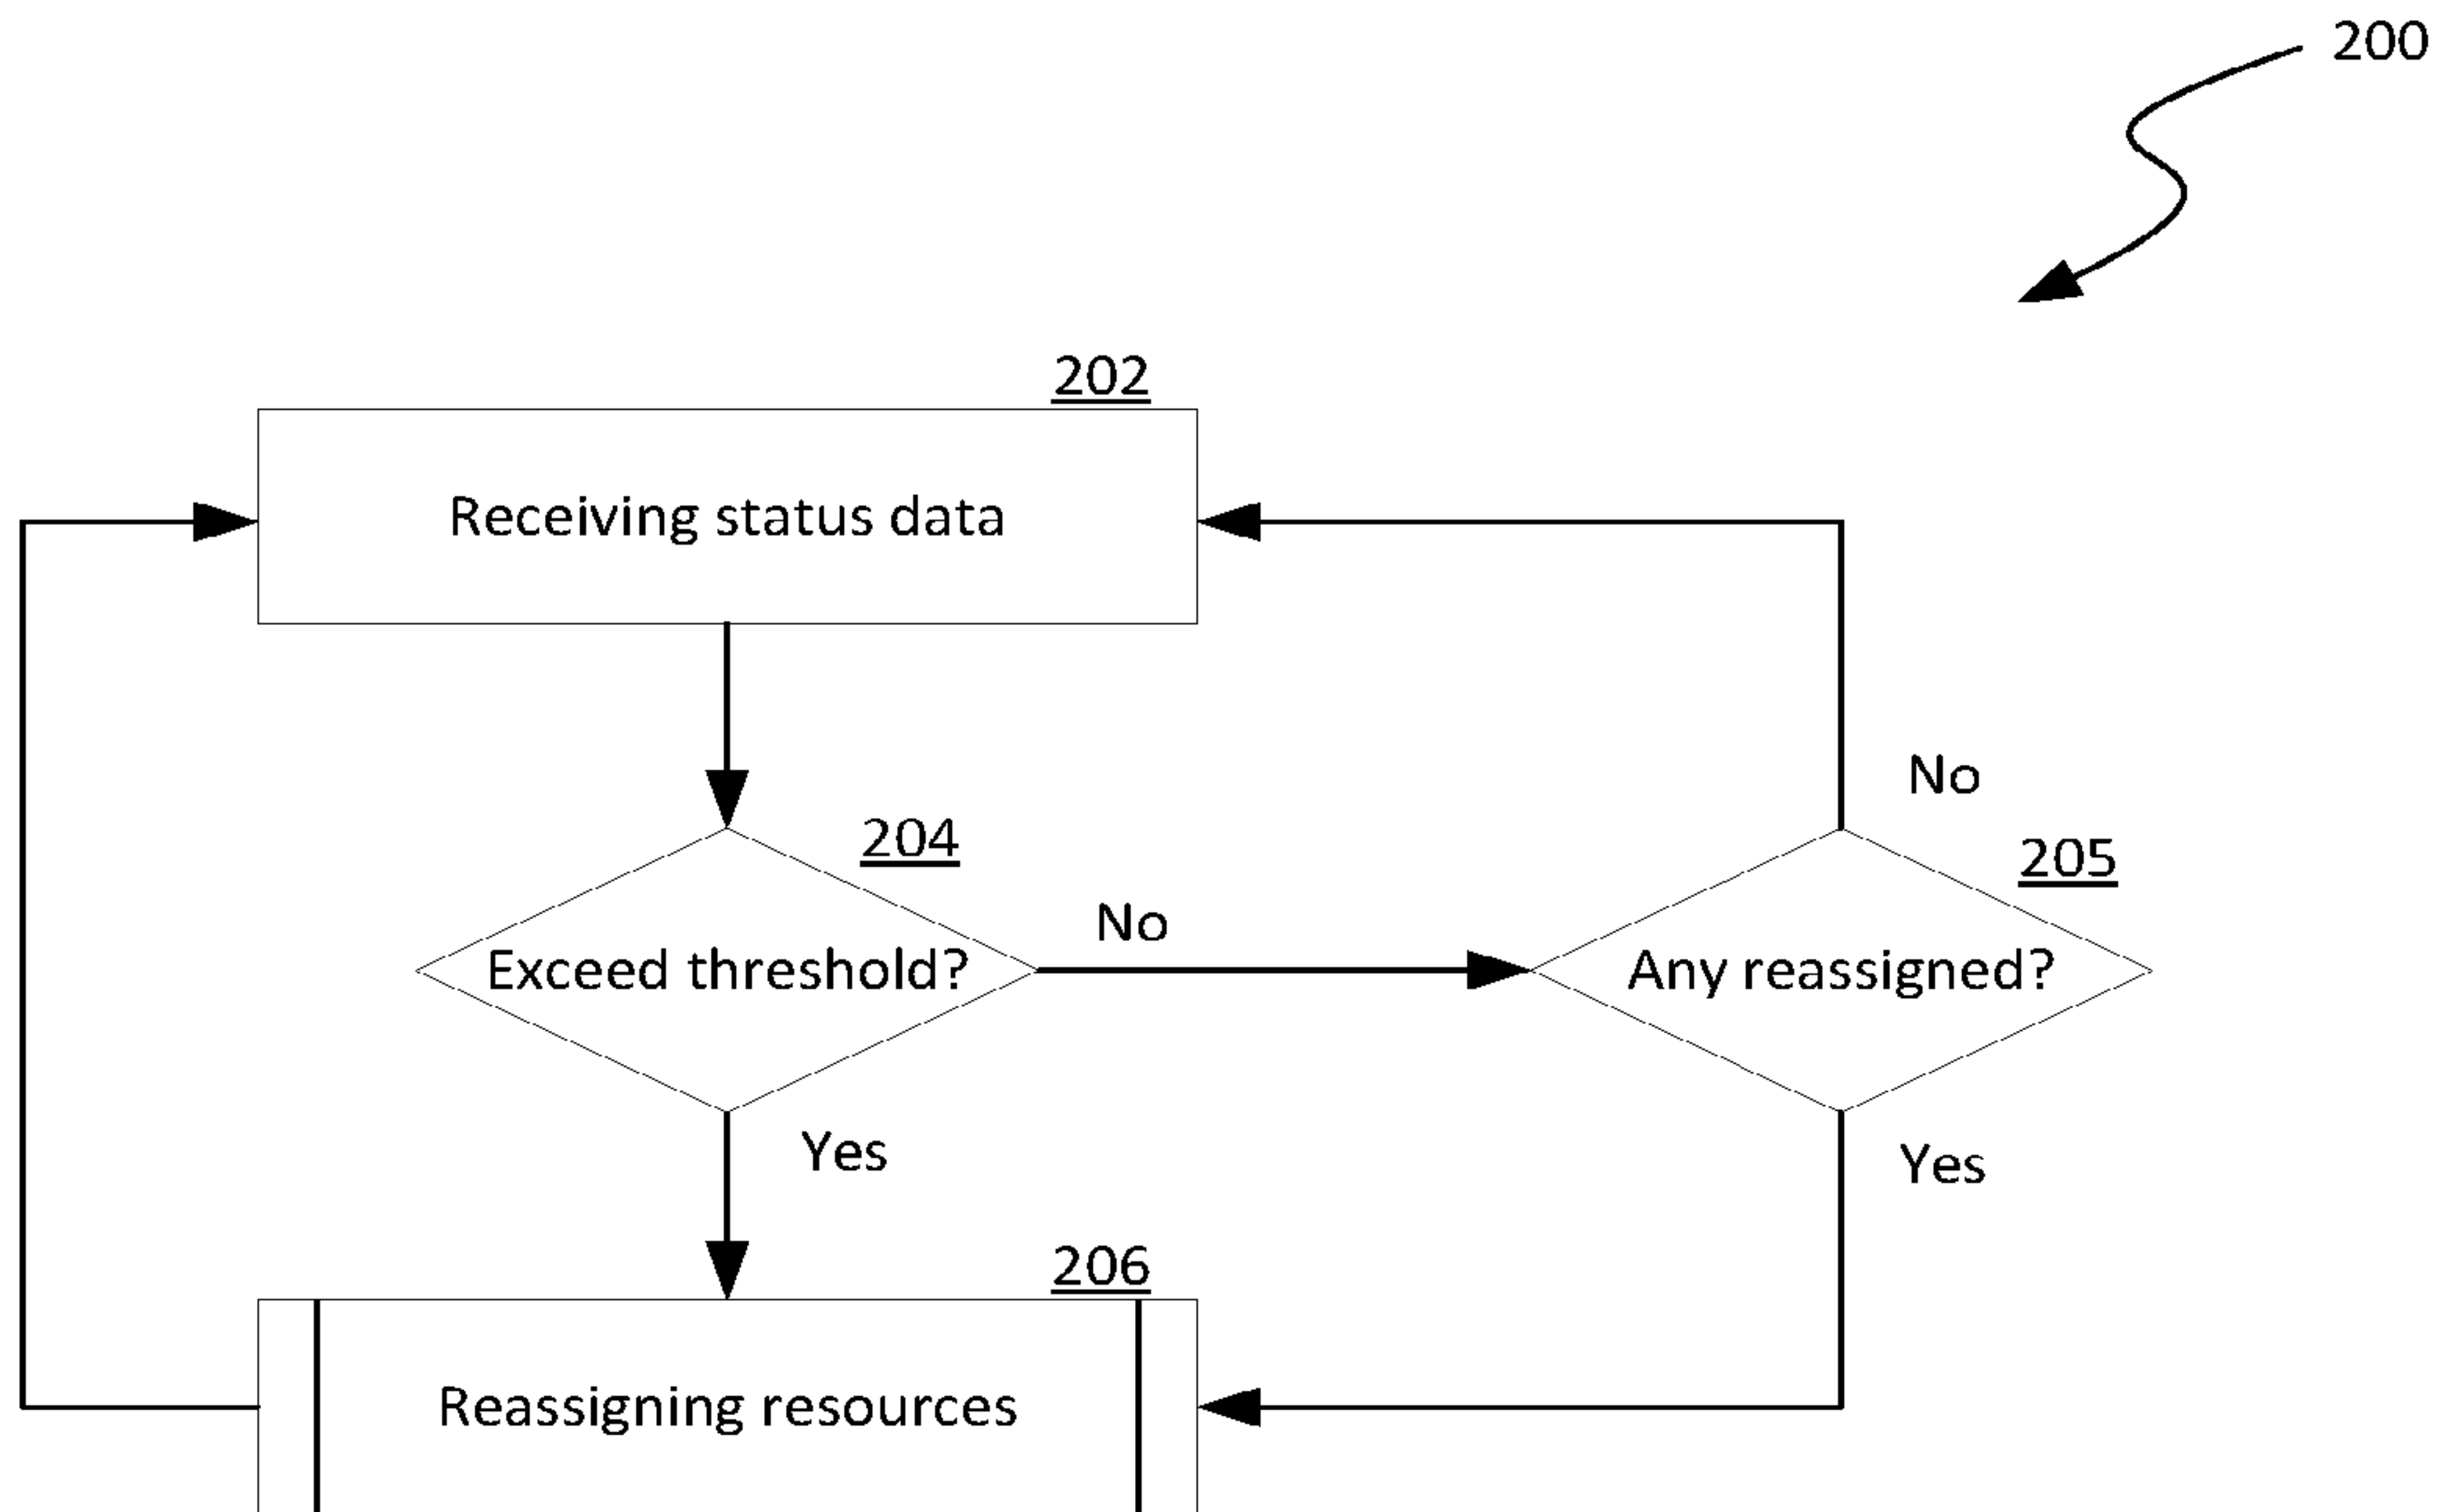 200
202
Receiving status data
No
204
205
No
Exceed threshold?
Any reassigned?
Yes
Yes
206
Reassigning resources